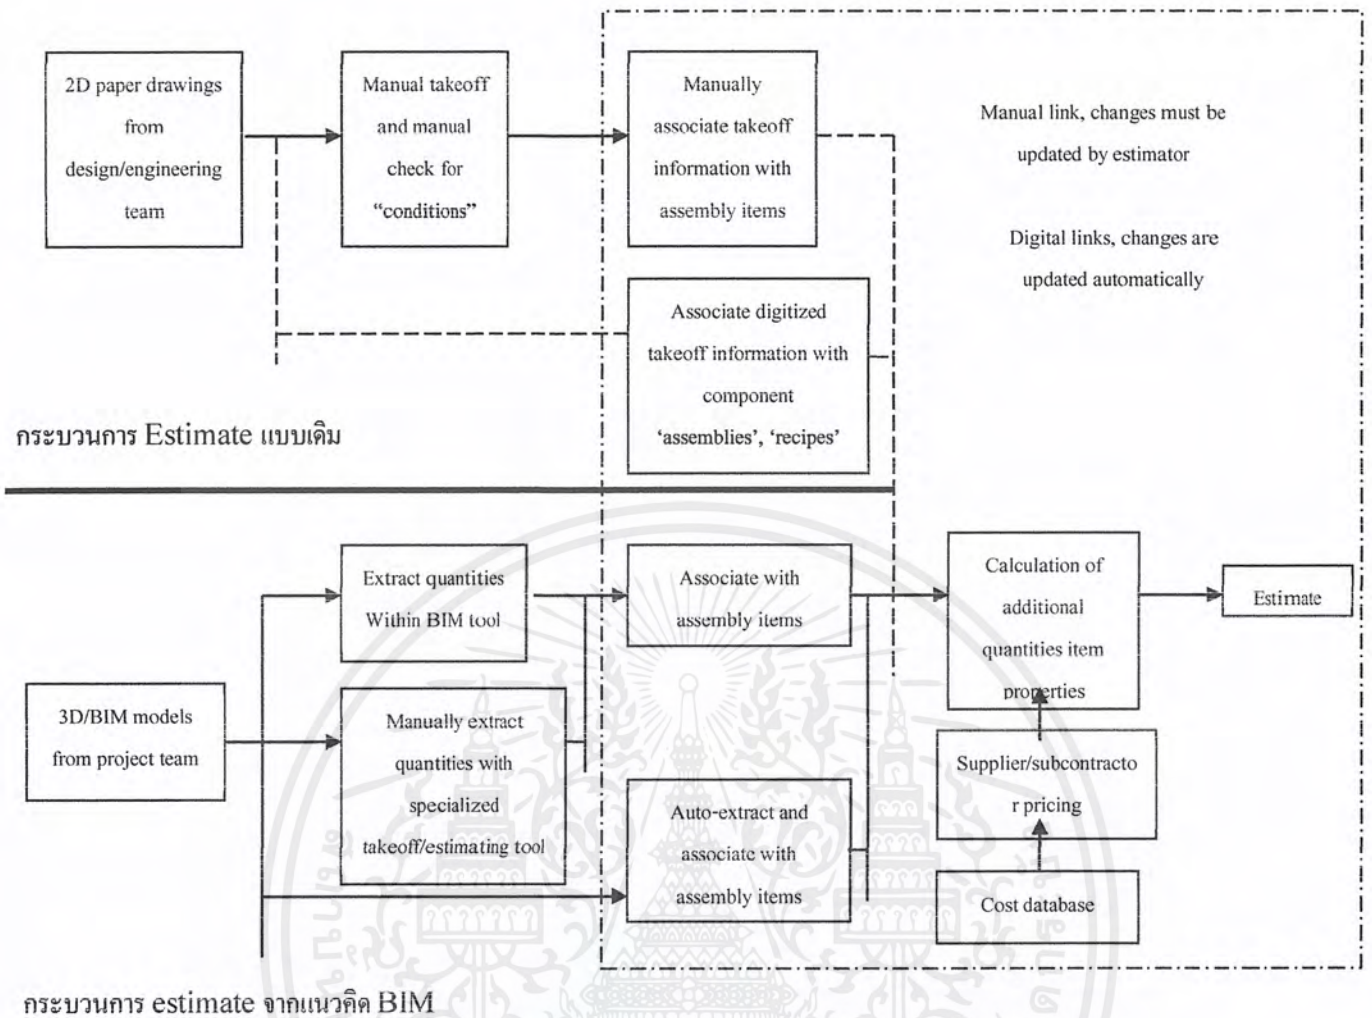 2D paper drawings
from
design/engineering
team
Manual takeoff
and manual
check for
“conditions”
Manually
associate takeoff
information with
assembly items
Manual link, changes must be
updated by estimator
Digital links, changes are
updated automatically
Associate digitized
takeoff information with
component
‘assemblies’, ‘recipes’
กระบวนการ Estimate แบบเดิม
Extract quantities
Within BIM tool
Associate with
assembly items
Calculation of
additional
quantities item
properties
Estimate
3D/BIM models
from project team
Manually extract
quantities with
specialized
takeoff/estimating tool
Supplier/subcontracto
r pricing
Auto-extract and
associate with
assembly items
Cost database
กระบวนการ estimate จากแนวคิด BIM